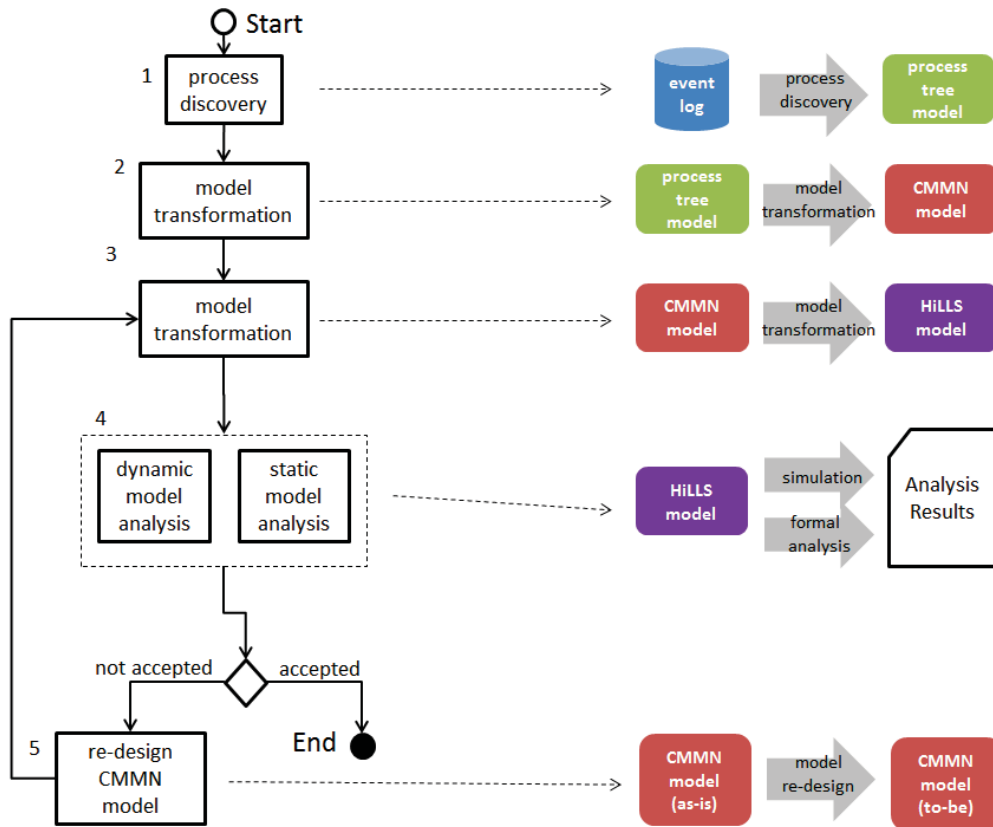 Start
1
process
discovery
event
log
process
discovery
process
tree
model
2
model
transformation
process
tree
model
model
transformation
CMMN
model
3
model
transformation
CMMN
model
model
transformation
HiLLS
model
4
dynamic
model
analysis
static
model
analysis
HiLLS
model
simulation
formal
analysis
Analysis
Results
not accepted
accepted
End
5
re-design
CMMN
model
CMMN
model
(as-is)
model
re-design
CMMN
model
(to-be)